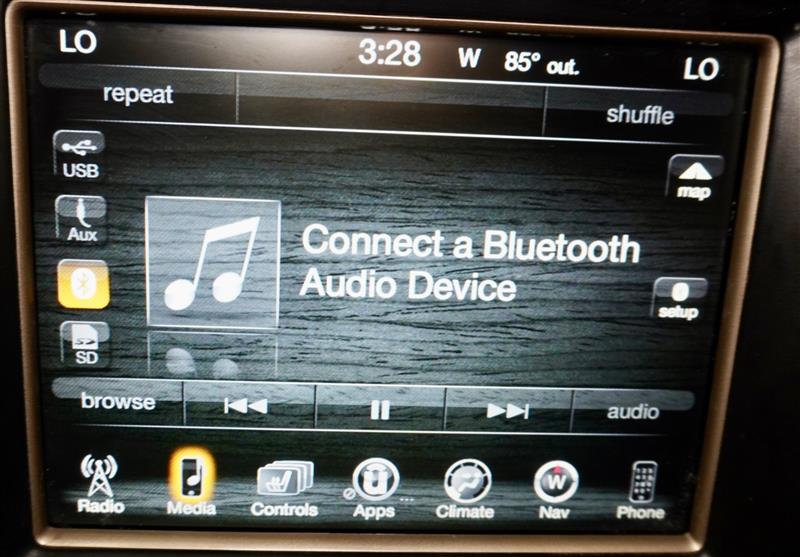 LO 3:28 W 85° out. LO
repeat shuffle
USB
map
Aux
Connect a Bluetooth
Audio Device
setup
SD
browse audio
Radio Media Controls Apps Climate W Nav Phone